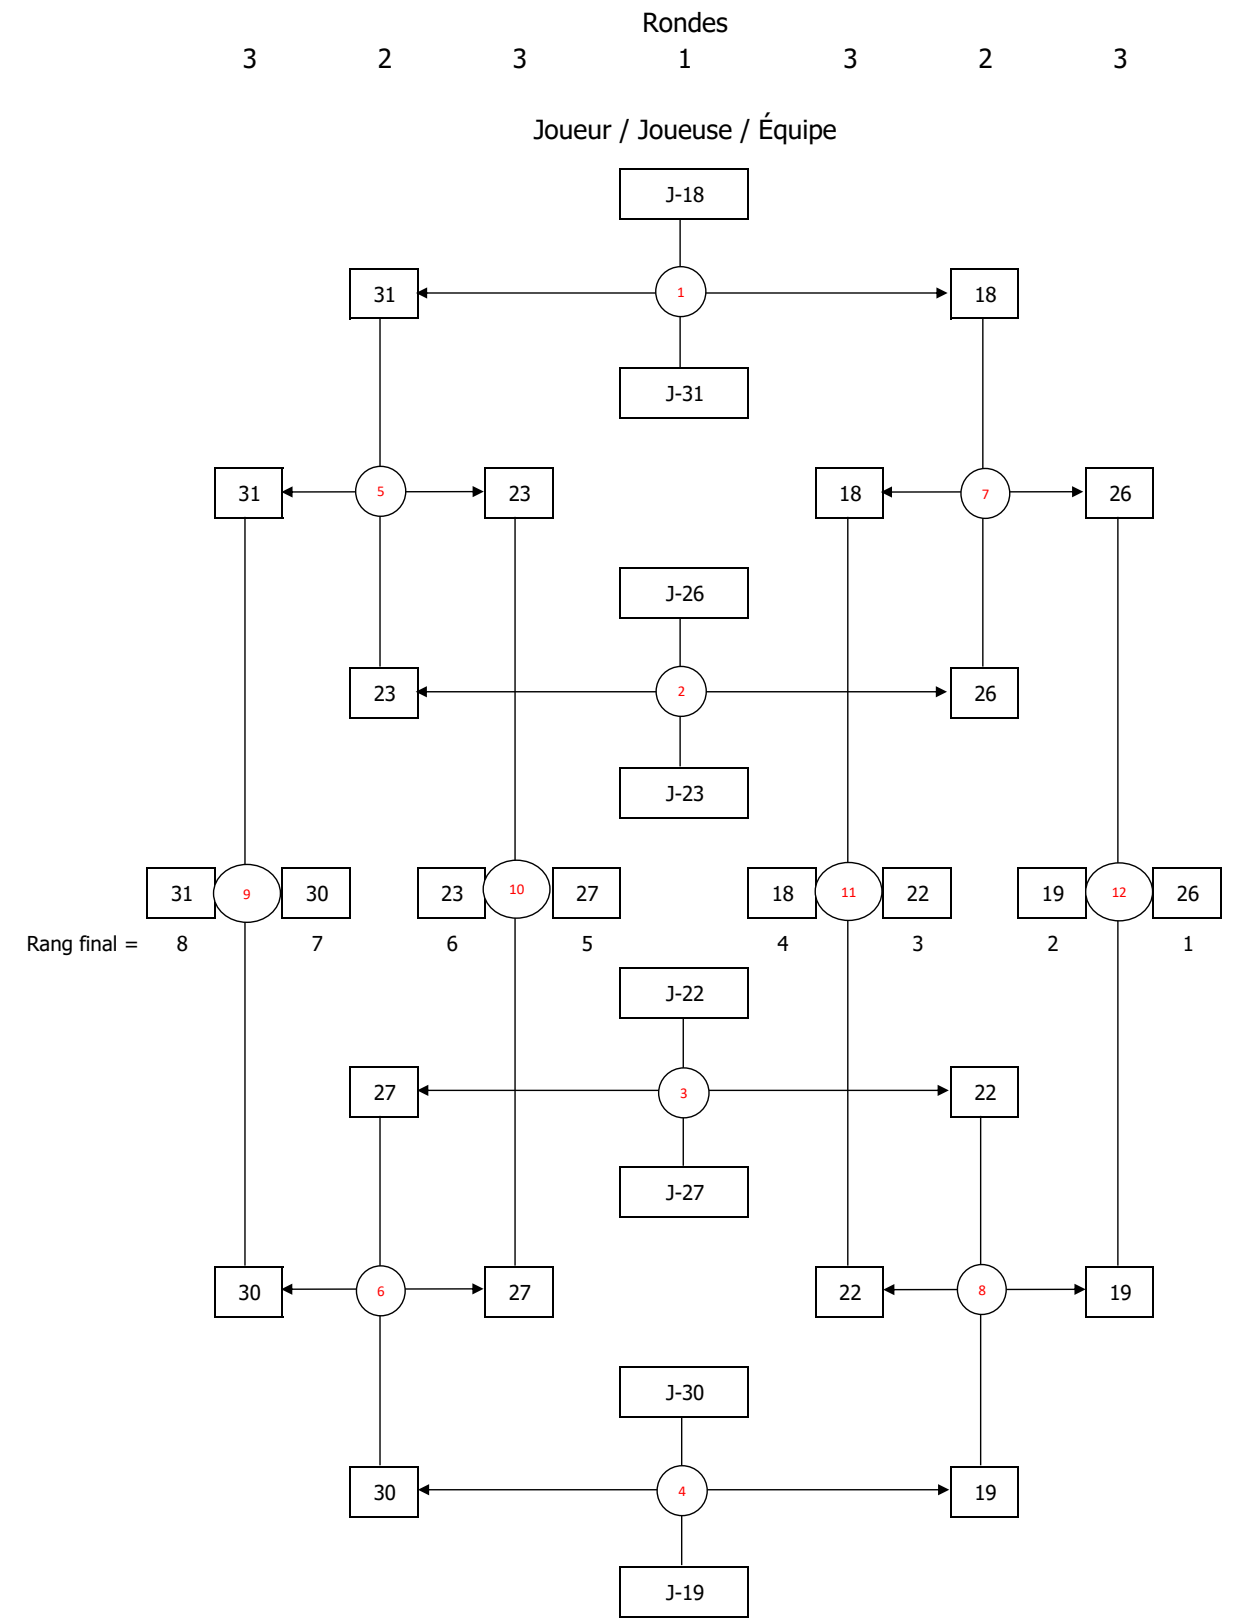 Rondes
3 2 3 1 3 2 3
Joueur / Joueuse / Équipe
J-18
31 1 18
J-31
31 5 23 18 7 26
J-26
23 2 26
J-23
31 9 30 23 10 27 18 11 22 19 12 26
Rang final = 8 7 6 5 4 3 2 1
J-22
27 3 22
J-27
30 6 27 22 8 19
J-30
30 4 19
J-19